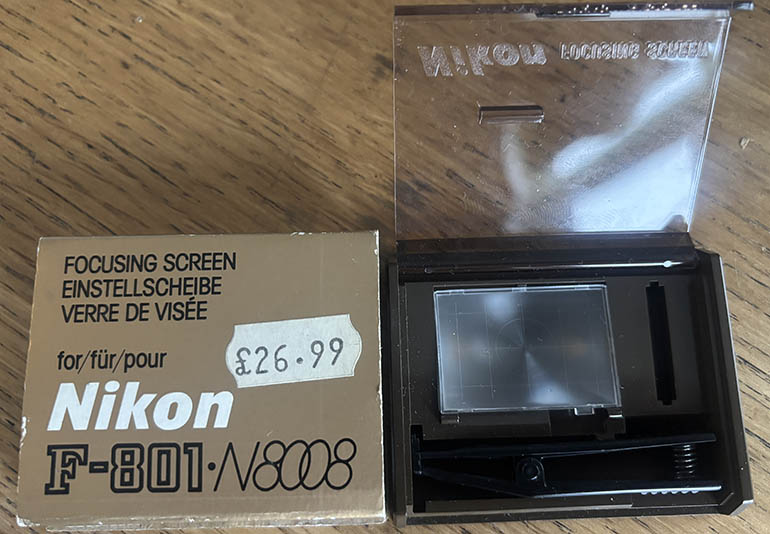 FOCUSING SCREEN
EINSTELLSCHEIBE
VERRE DE VISÉE
£26.99
for/für/pour
Nikon
F-801·N8008
Nikon FOCUSING SCREEN